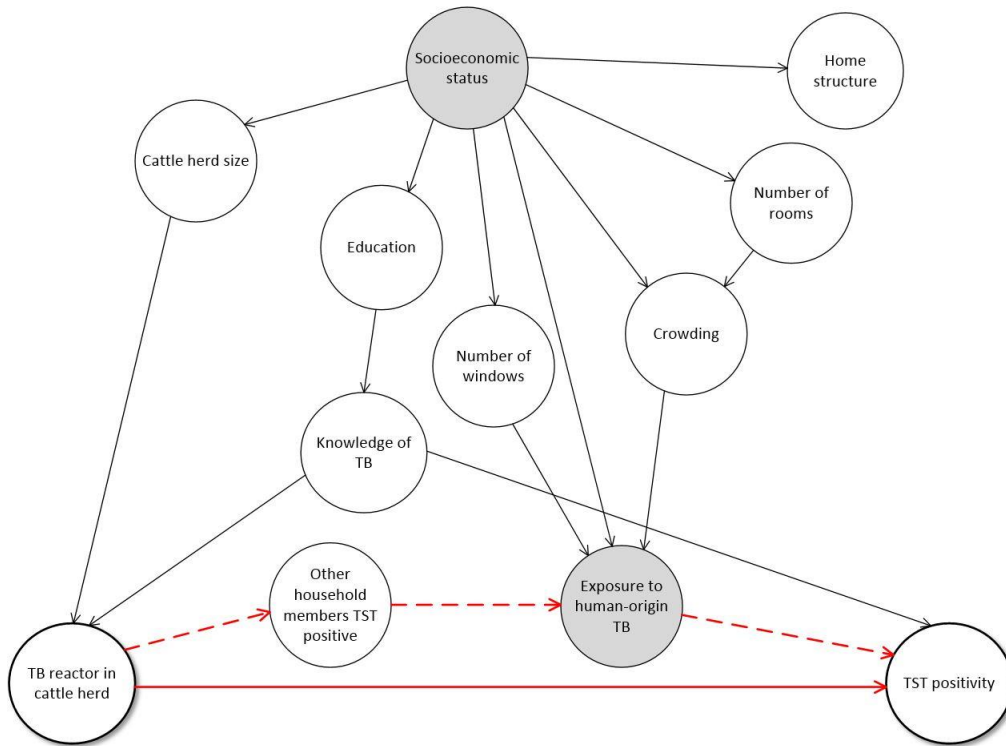 Socioeconomic
status
Home
structure
Cattle herd size
Number of
rooms
Education
Crowding
Number of
windows
Knowledge of
TB
Other
household
members TST
positive
Exposure to
human-origin
TB
TB reactor in
cattle herd
TST positivity